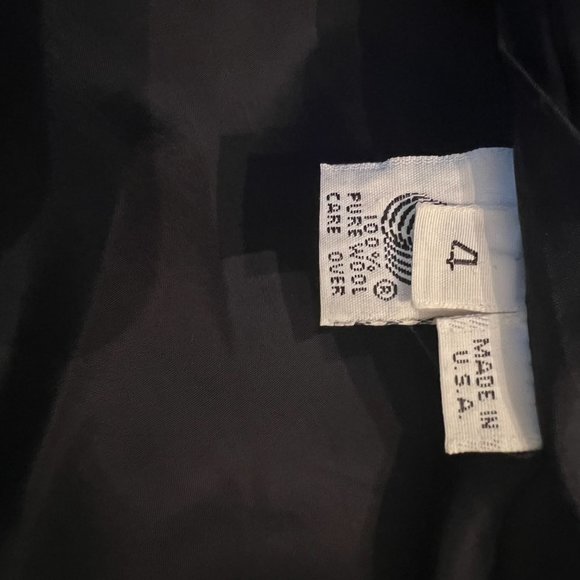 4
100%
PURE WOOL
CARE OVER
®
MADE IN
U.S.A.